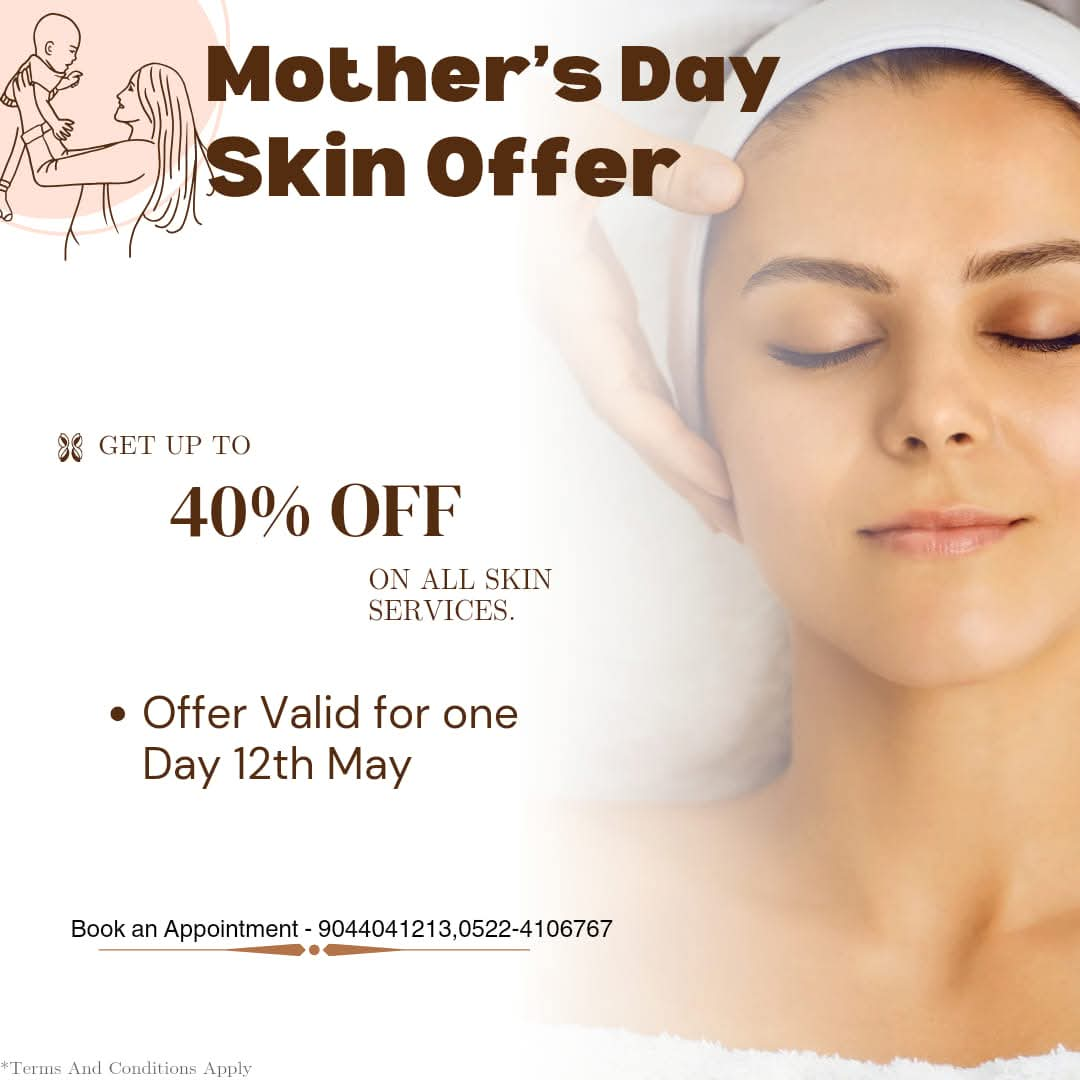 Mother's Day
Skin Offer
GET UP TO
40% OFF
ON ALL SKIN
SERVICES.
• Offer Valid for one
Day 12th May
Book an Appointment - 9044041213,0522-4106767
*Terms And Conditions Apply